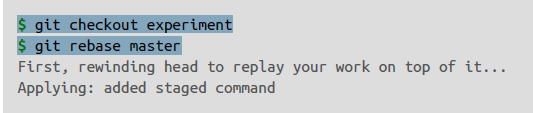 $ git checkout experiment
$ git rebase master
First, rewinding head to replay your work on top of it...
Applying: added staged command